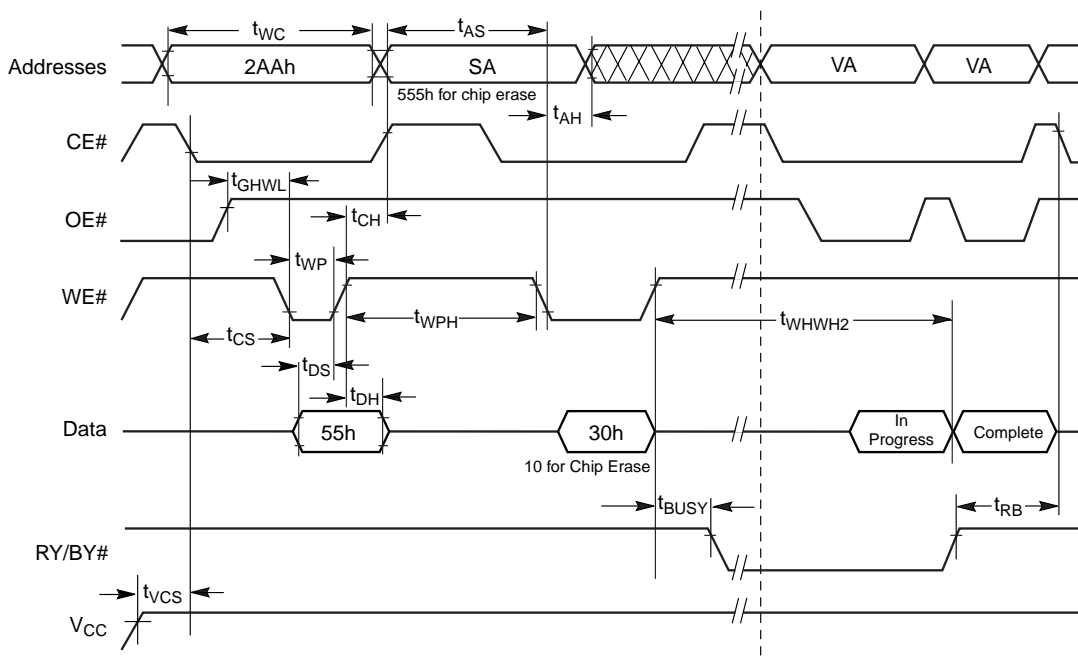 tWC
tAS
Addresses
2AAh
SA
VA
VA
555h for chip erase
tAH
CE#
tGHWL
tCH
OE#
tWP
WE#
tWPH
tWHWH2
tCS
tDS
tDH
Data
55h
30h
In
Progress
Complete
10 for Chip Erase
tBUSY
tRB
RY/BY#
tVCS
VCC